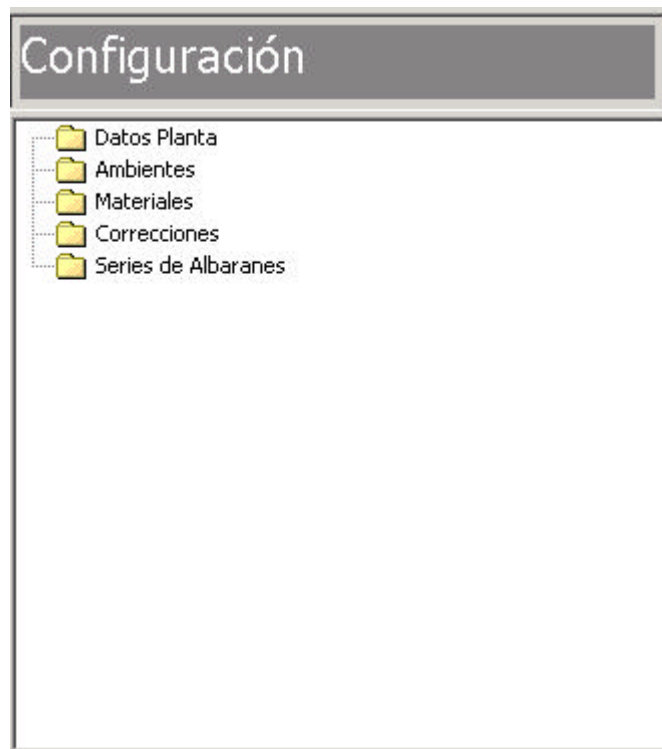 Configuración
Datos Planta
Ambientes
Materiales
Correcciones
Series de Albaranes